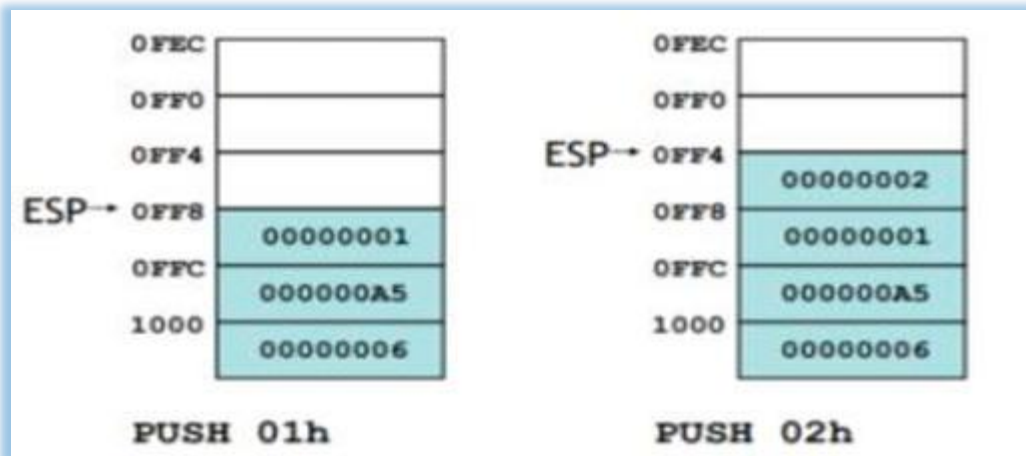 0FEC
0FF0
0FF4
ESP→ 0FF8
00000001
0FFC
000000A5
1000
00000006
PUSH 01h
0FEC
0FF0
ESP→ 0FF4
00000002
0FF8
00000001
0FFC
000000A5
1000
00000006
PUSH 02h